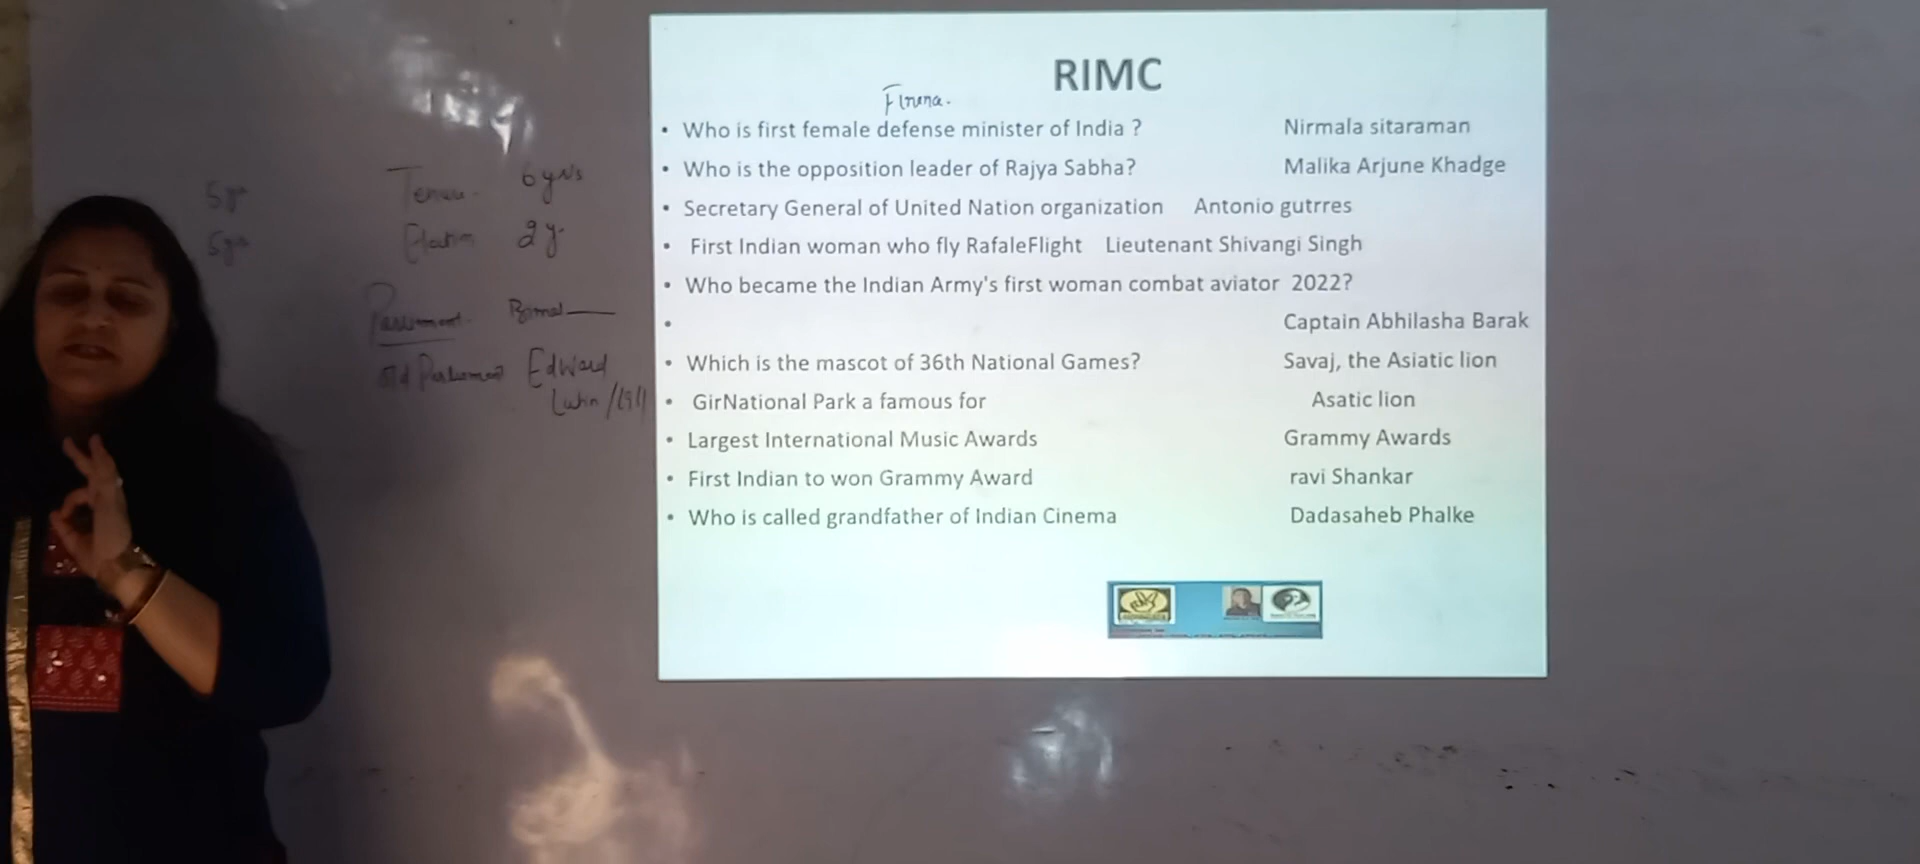 RIMC
• Who is first female defense minister of India ? Nirmala sitaraman
• Who is the opposition leader of Rajya Sabha? Malika Arjune Khadge
• Secretary General of United Nation organization Antonio gutrres
• First Indian woman who fly RafaleFlight Lieutenant Shivangi Singh
• Who became the Indian Army's first woman combat aviator 2022?
• Captain Abhilasha Barak
• Which is the mascot of 36th National Games? Savaj, the Asiatic lion
• GirNational Park a famous for Asatic lion
• Largest International Music Awards Grammy Awards
• First Indian to won Grammy Award ravi Shankar
• Who is called grandfather of Indian Cinema Dadasaheb Phalke
6 yrs
2 y
Bimal
Edward